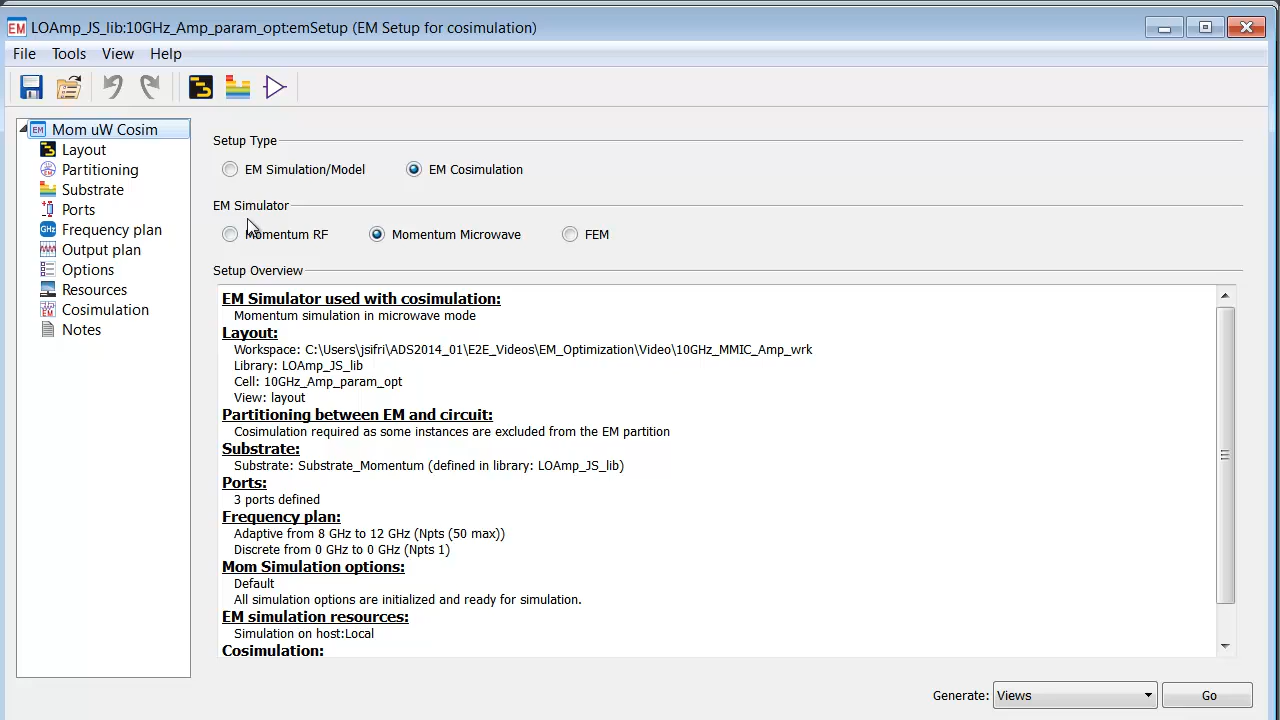 EM LOAmp_JS_lib:10GHz_Amp_param_opt:emSetup (EM Setup for cosimulation)
File Tools View Help
EM Mom uW Cosim
Layout
Partitioning
Substrate
Ports
GHz Frequency plan
Output plan
Options
Resources
EM Cosimulation
Notes
Setup Type
EM Simulation/Model EM Cosimulation
EM Simulator
Momentum RF Momentum Microwave FEM
Setup Overview
EM Simulator used with cosimulation:
Momentum simulation in microwave mode
Layout:
Workspace: C:\Users\jsifri\ADS2014_01\E2E_Videos\EM_Optimization\Video\10GHz_MMIC_Amp_wrk
Library: LOAmp_JS_lib
Cell: 10GHz_Amp_param_opt
View: layout
Partitioning between EM and circuit:
Cosimulation required as some instances are excluded from the EM partition
Substrate:
Substrate: Substrate_Momentum (defined in library: LOAmp_JS_lib)
Ports:
3 ports defined
Frequency plan:
Adaptive from 8 GHz to 12 GHz (Npts (50 max))
Discrete from 0 GHz to 0 GHz (Npts 1)
Mom Simulation options:
Default
All simulation options are initialized and ready for simulation.
EM simulation resources:
Simulation on host:Local
Cosimulation:
Generate: Views Go